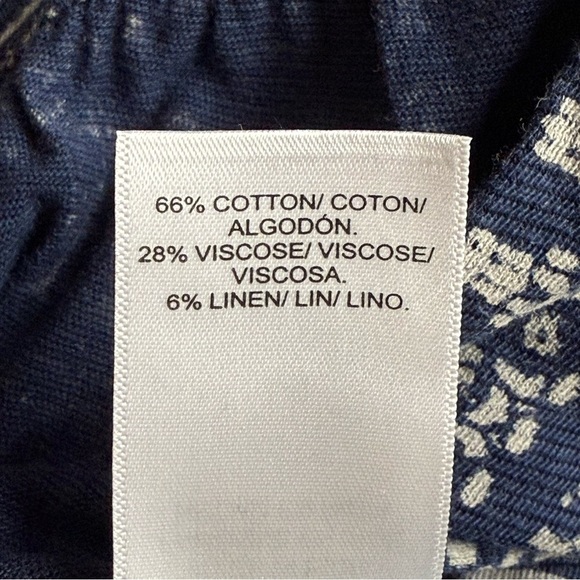 66% COTTON/ COTON/
ALGODÓN.
28% VISCOSE/ VISCOSE/
VISCOSA.
6% LINEN/ LIN/ LINO.